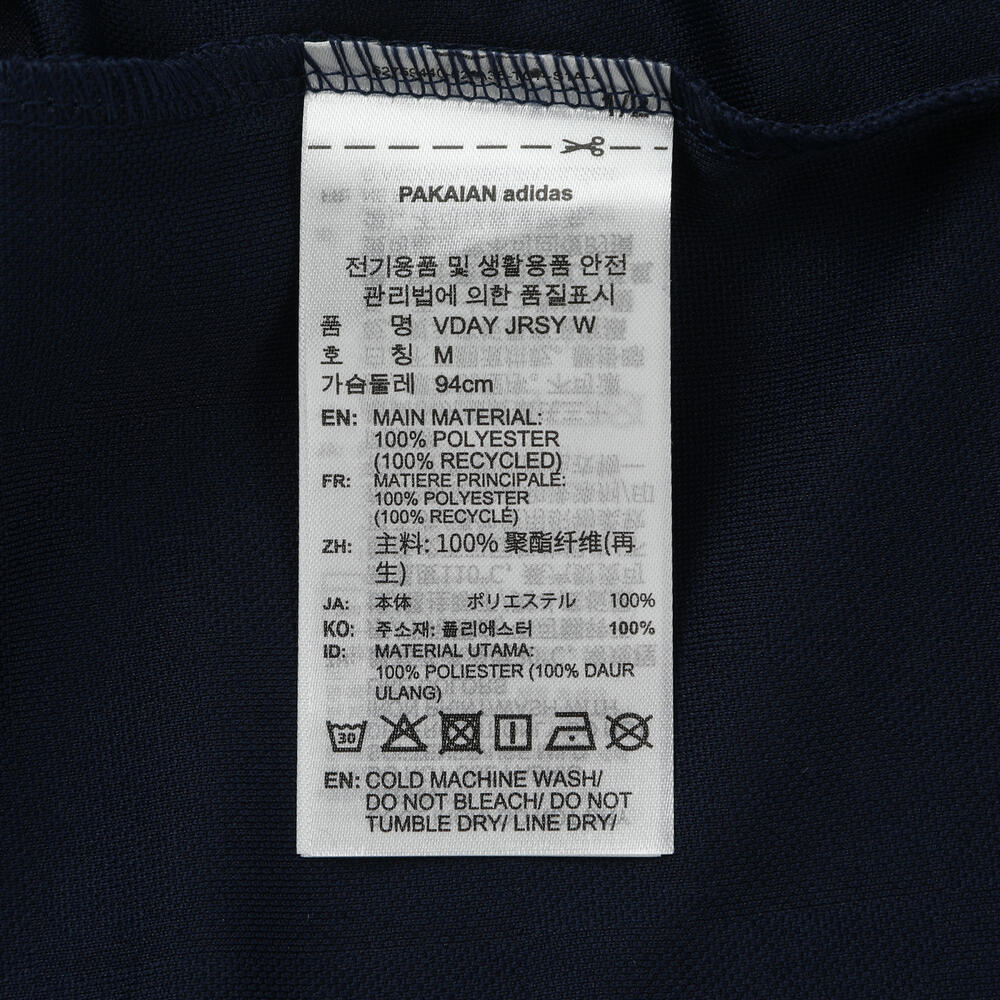 1/2
PAKAIAN adidas
전기용품 및 생활용품 안전
관리법에 의한 품질표시
품 명 VDAY JRSY W
호 칭 M
가슴둘레 94cm
EN: MAIN MATERIAL:
100% POLYESTER
(100% RECYCLED)
FR: MATIERE PRINCIPALE:
100% POLYESTER
(100% RECYCLÉ)
ZH: 主料: 100% 聚酯纤维(再
生)
JA: 本体 ポリエステル 100%
KO: 주소재: 폴리에스터 100%
ID: MATERIAL UTAMA:
100% POLIESTER (100% DAUR
ULANG)
30
EN: COLD MACHINE WASH/
DO NOT BLEACH/ DO NOT
TUMBLE DRY/ LINE DRY/